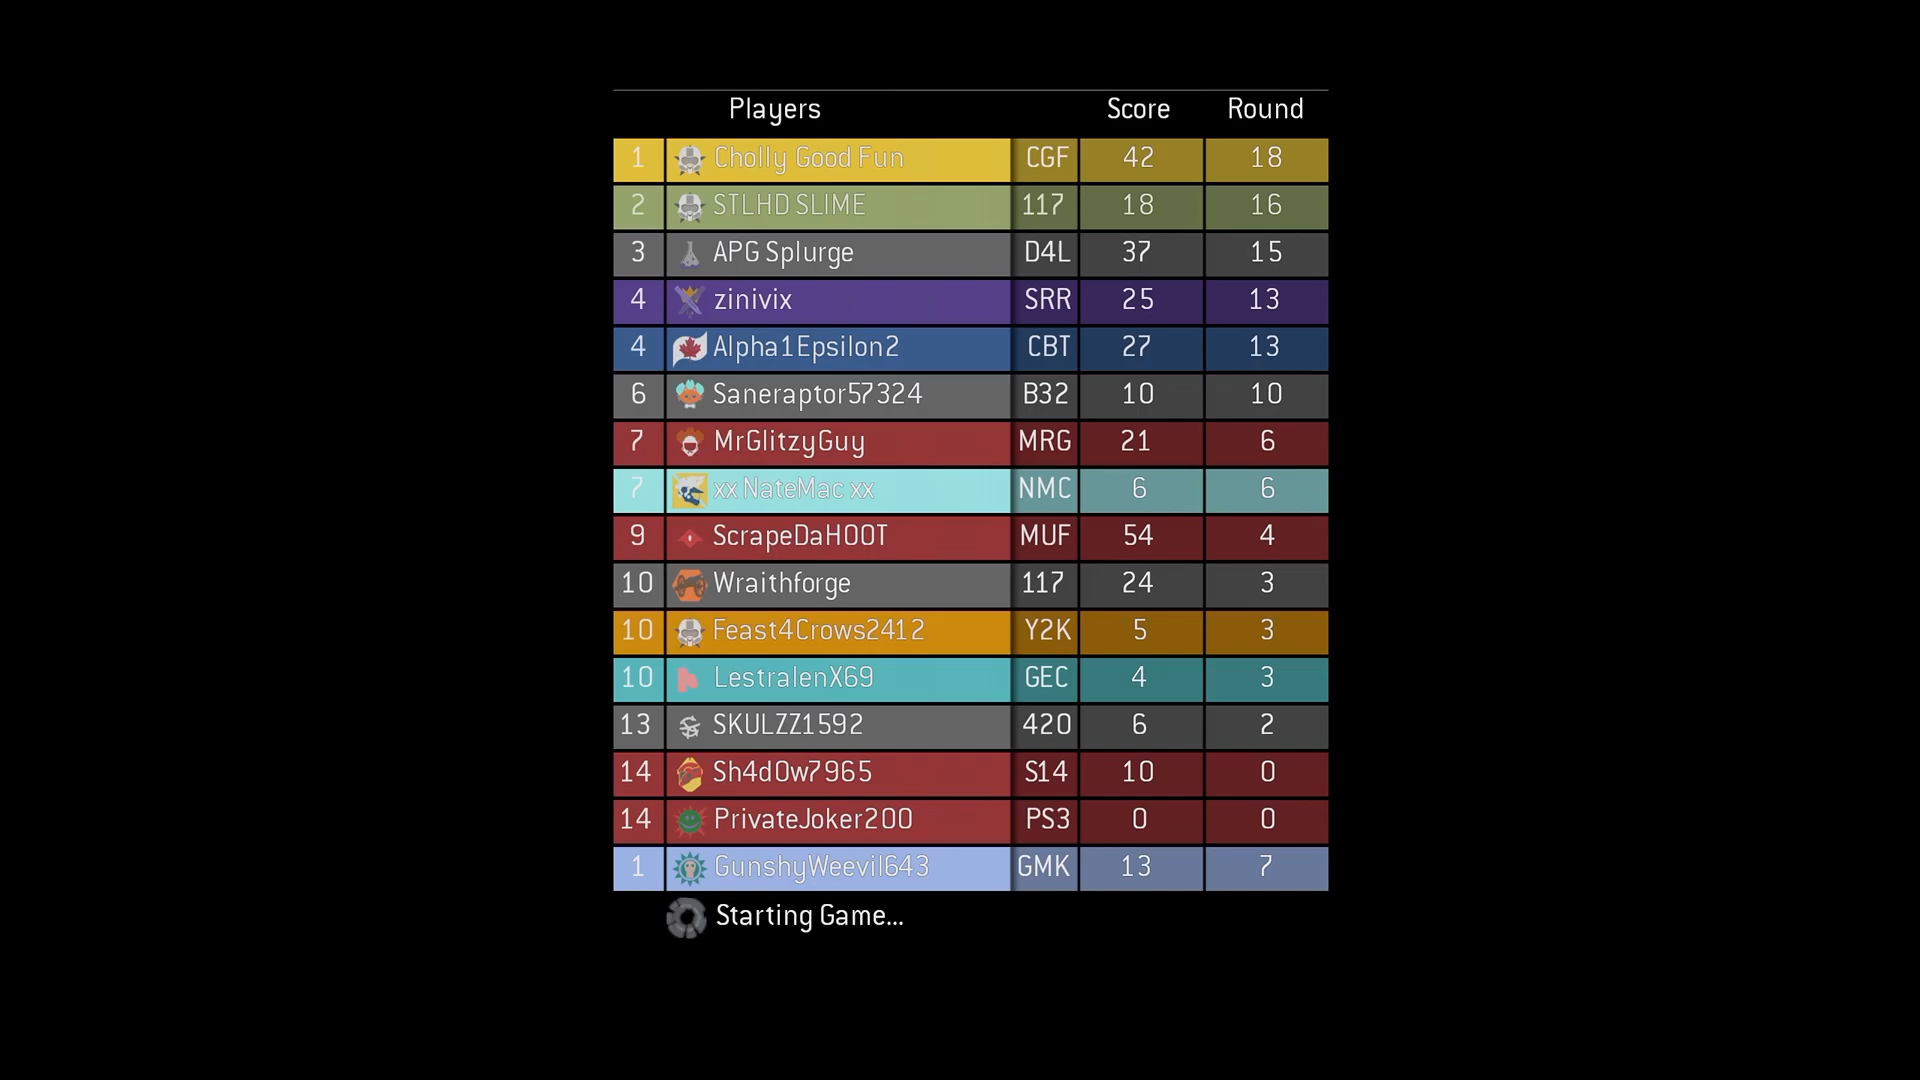 Players Score Round
1 Cholly Good Fun CGF 42 18
2 STLHD SLIME 117 18 16
3 APG Splurge D4L 37 15
4 zinivix SRR 25 13
4 Alpha1Epsilon2 CBT 27 13
6 Saneraptor57324 B32 10 10
7 MrGlitzyGuy MRG 21 6
7 xx NateMac xx NMC 6 6
9 ScrapeDaHOOT MUF 54 4
10 Wraithforge 117 24 3
10 Feast4Crows2412 Y2K 5 3
10 LestralenX69 GEC 4 3
13 SKULZZ1592 420 6 2
14 Sh4d0w7965 S14 10 0
14 PrivateJoker200 PS3 0 0
1 GunshyWeevil643 GMK 13 7
Starting Game...